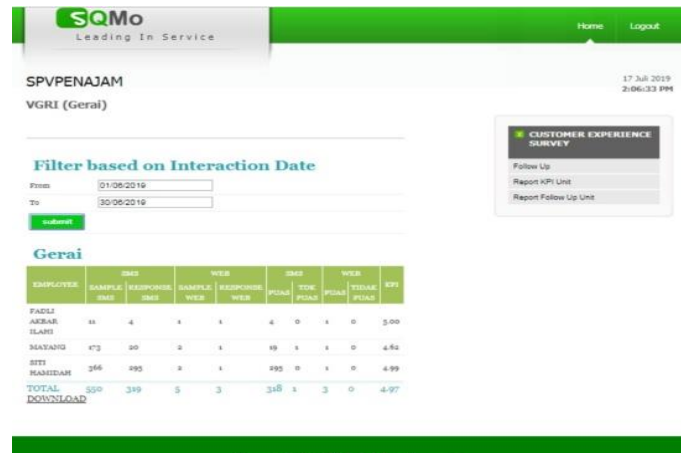 SQMo
Leading In Service
Home Logout
SPVPENAJAM
17 Juli 2019
2:06:33 PM
VGRI (Gerai)
CUSTOMER EXPERIENCE
SURVEY
Follow Up
Report KPI Unit
Report Follow Up Unit
Filter based on Interaction Date
From 01/06/2019
To 30/06/2019
submit
Gerai
EMPLOYEE SMS WEB SMS WEB KPI
SAMPLE SMS RESPONSE SMS SAMPLE WEB RESPONSE WEB PUAS TDK PUAS PUAS TIDAK PUAS
FADLI AKBAR ILAHI 11 4 1 1 4 0 1 0 5.00
MAYANG 173 20 2 1 19 1 1 0 4.62
SITI HAMIDAH 366 295 2 1 295 0 1 0 4.99
TOTAL 550 319 5 3 318 1 3 0 4.97
DOWNLOAD